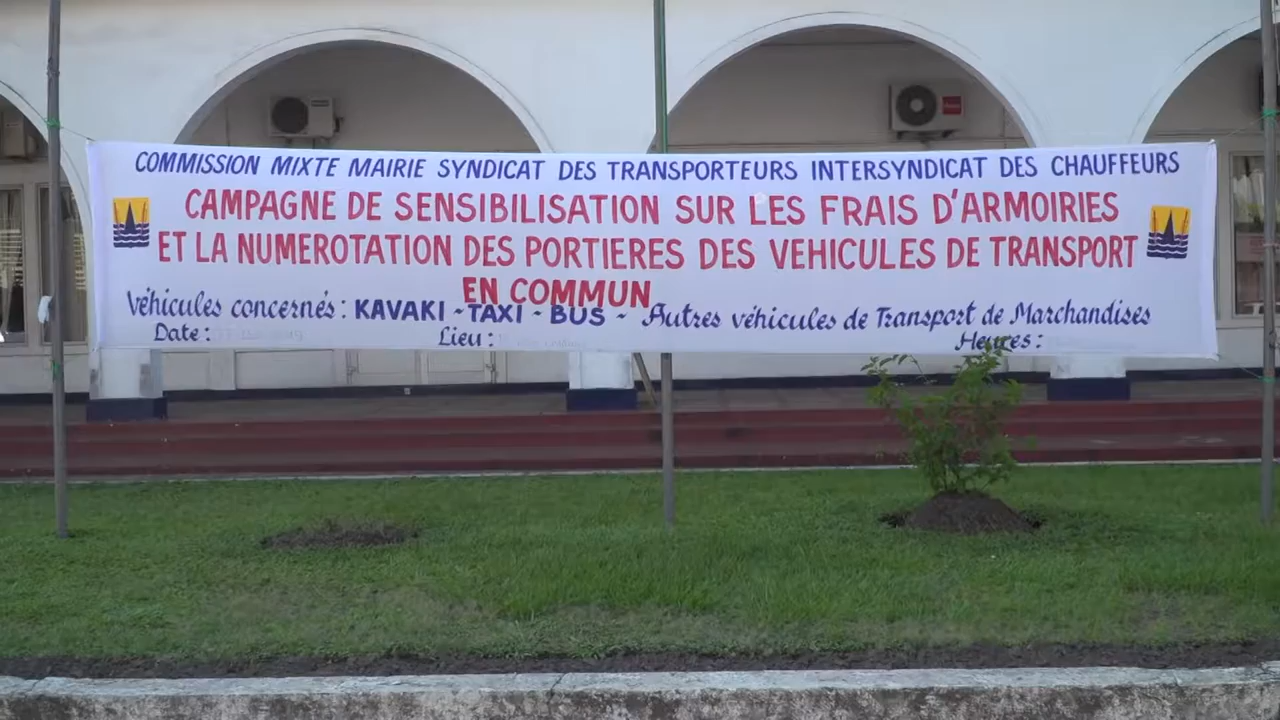 COMMISSION MIXTE MAIRIE SYNDICAT DES TRANSPORTEURS INTERSYNDICAT DES CHAUFFEURS
CAMPAGNE DE SENSIBILISATION SUR LES FRAIS D'ARMOIRIES
ET LA NUMEROTATION DES PORTIERES DES VEHICULES DE TRANSPORT
EN COMMUN
Véhicules concernés : KAVAKI - TAXI - BUS - Autres véhicules de Transport de Marchandises
Date : Lieu : Heures :